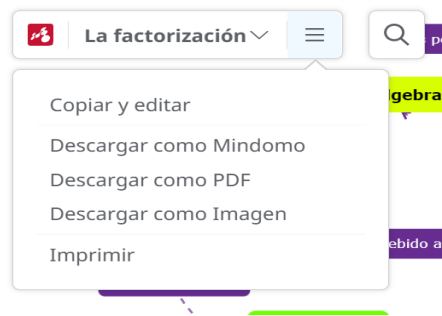 La factorización
Copiar y editar
Descargar como Mindomo
Descargar como PDF
Descargar como Imagen
Imprimir
lgebra
ebido a